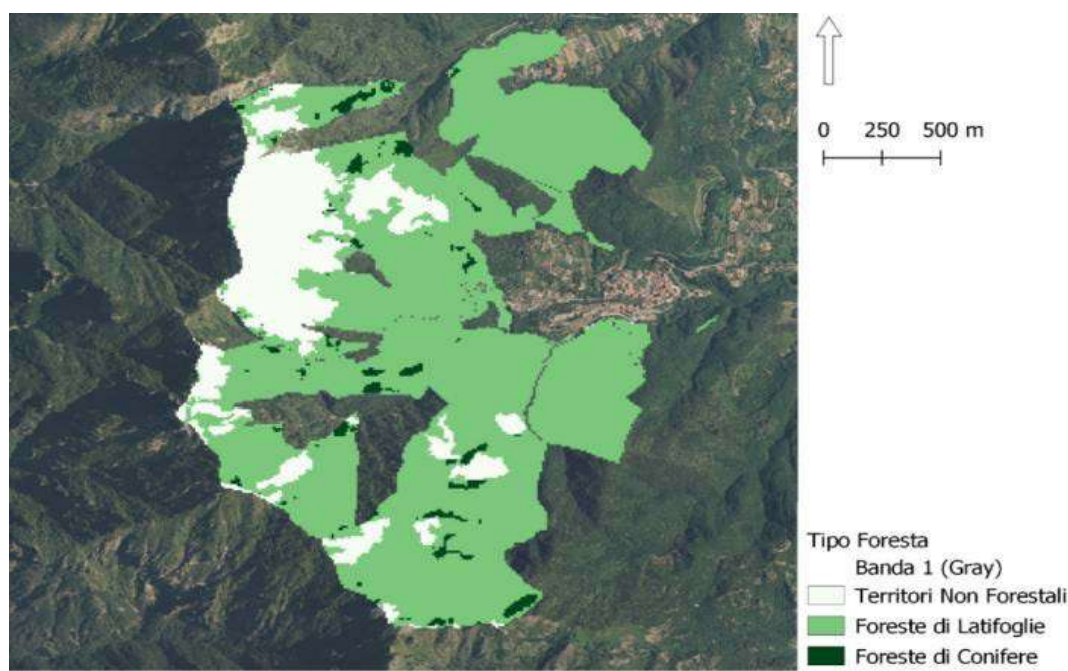 0 250 500 m
Tipo Foresta
Banda 1 (Gray)
Territori Non Forestali
Foreste di Latifoglie
Foreste di Conifere